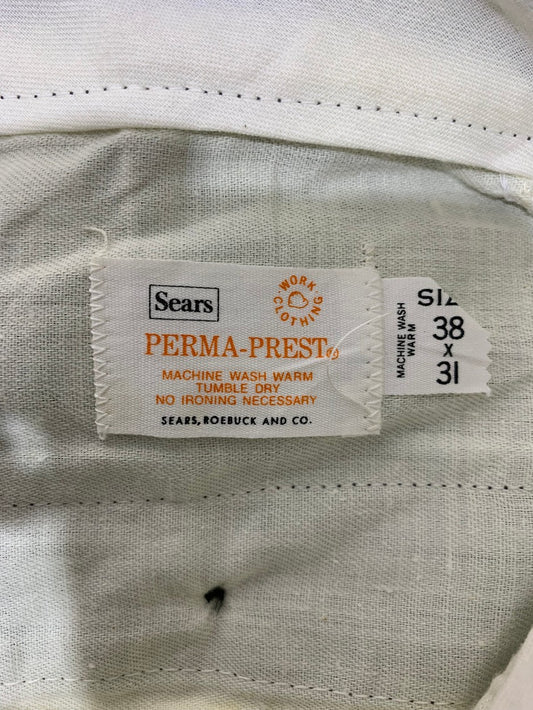 Sears
WORK CLOTHING
PERMA-PREST®
MACHINE WASH WARM
TUMBLE DRY
NO IRONING NECESSARY
SEARS, ROEBUCK AND CO.
MACHINE WASH
WARM
38
X
31